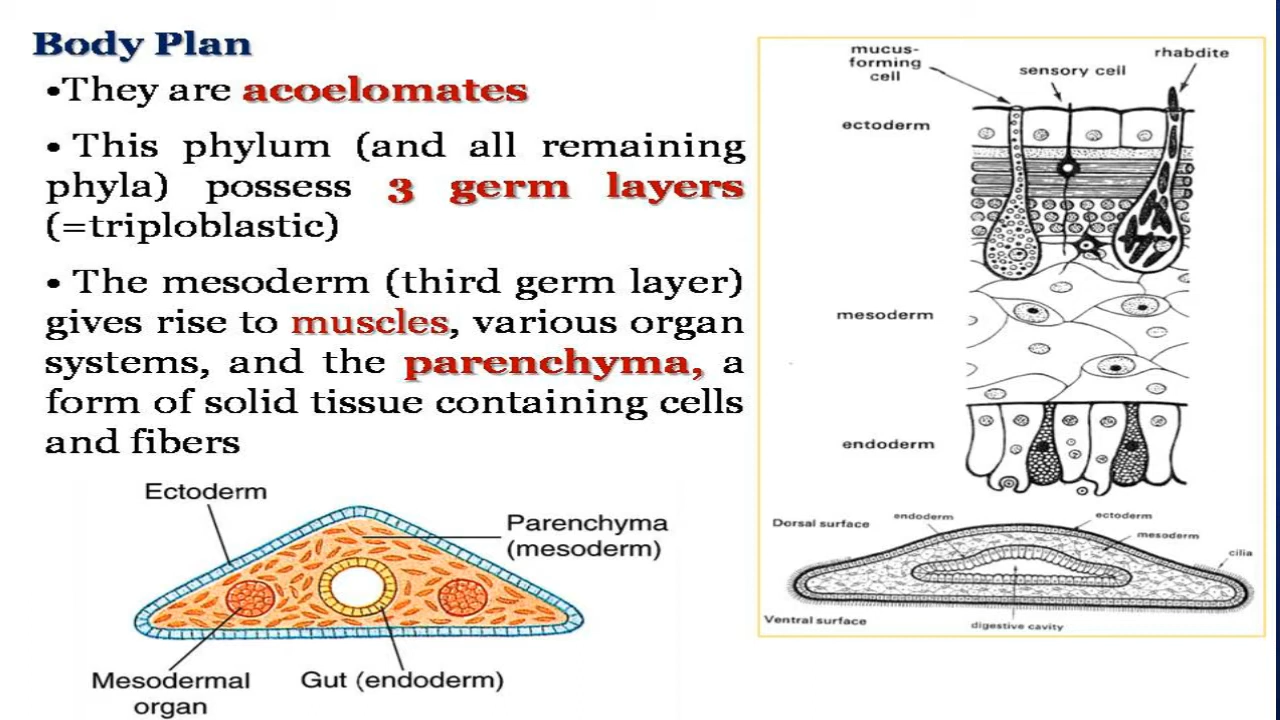 Body Plan
•They are acoelomates
• This phylum (and all remaining
phyla) possess 3 germ layers
(=triploblastic)
• The mesoderm (third germ layer)
gives rise to muscles, various organ
systems, and the parenchyma, a
form of solid tissue containing cells
and fibers
Ectoderm
Parenchyma
(mesoderm)
Mesodermal
organ
Gut (endoderm)
mucus-
forming
cell
sensory cell
rhabdite
ectoderm
mesoderm
endoderm
Dorsal surface
endoderm
ectoderm
mesoderm
cilia
Ventral surface
digestive cavity